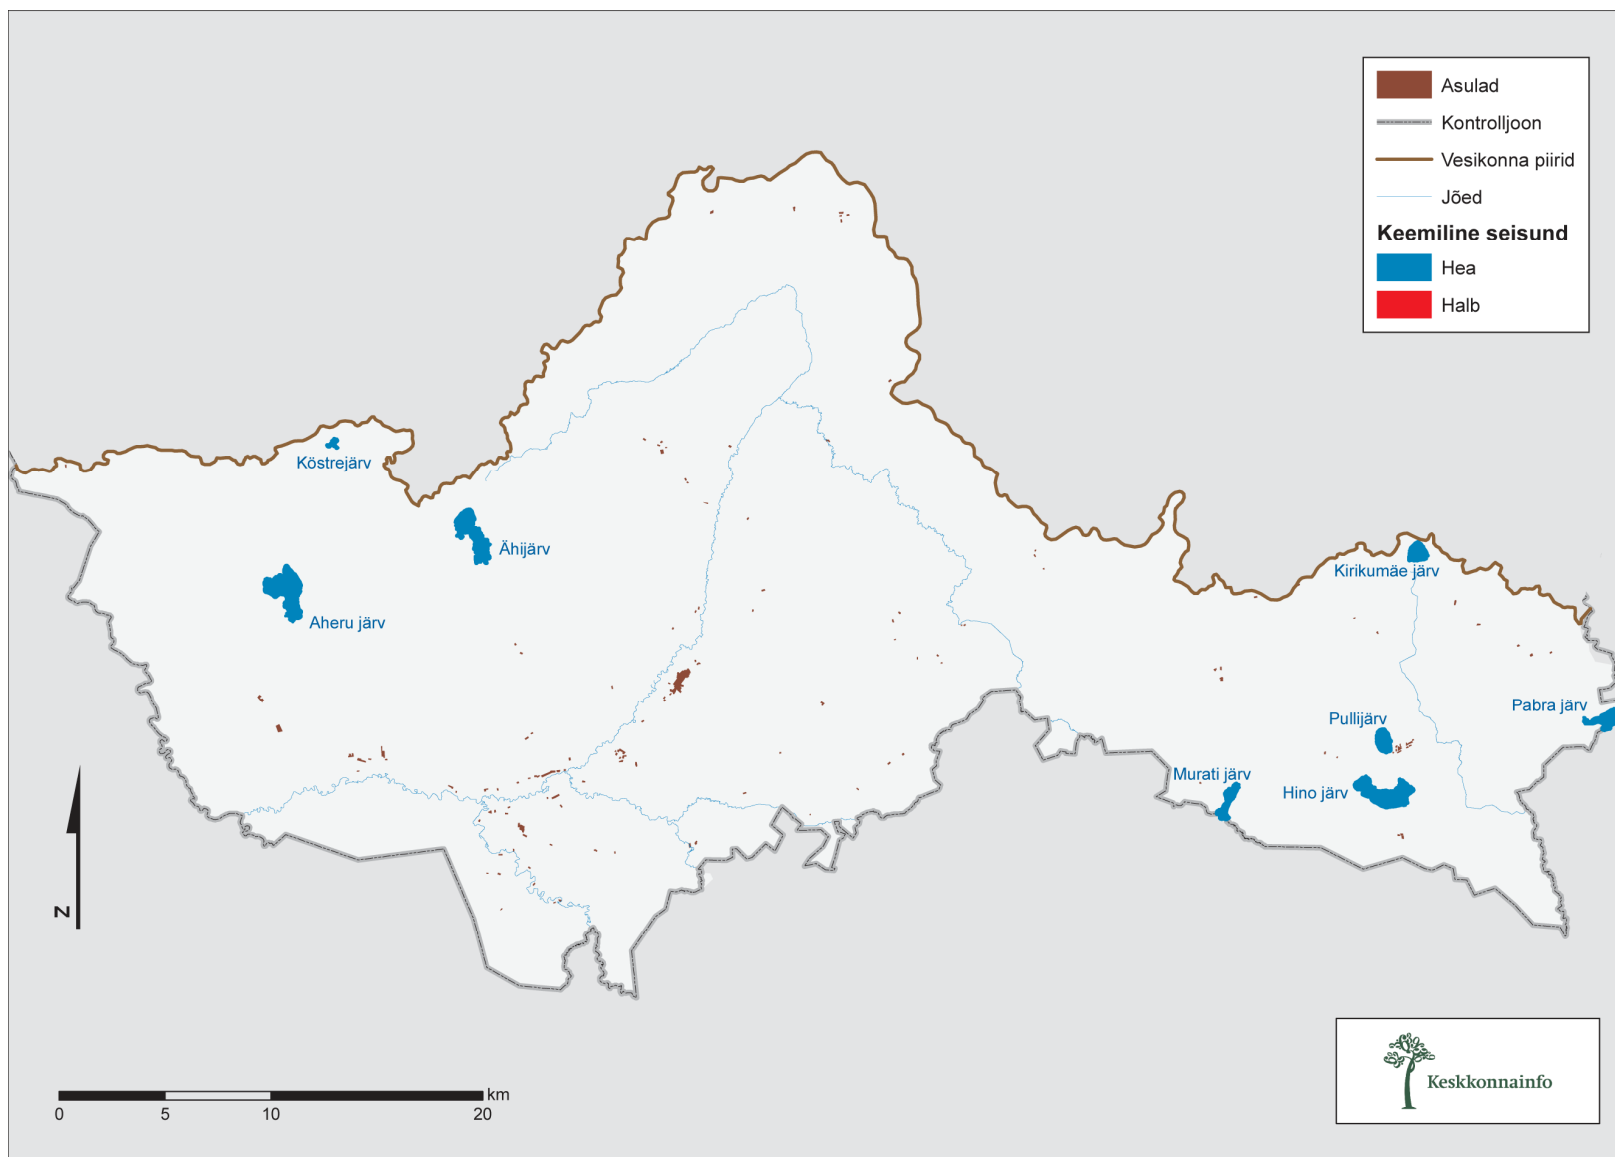 Asulad
Kontrolljoon
Vesikonna piirid
Jõed
Keemiline seisund
Hea
Halb
Köstrejärv
Ähijärv
Aheru järv
Kirikumäe järv
Pabra järv
Pullijärv
Murati järv
Hino järv
N
km
0 5 10 20
Keskkonnainfo